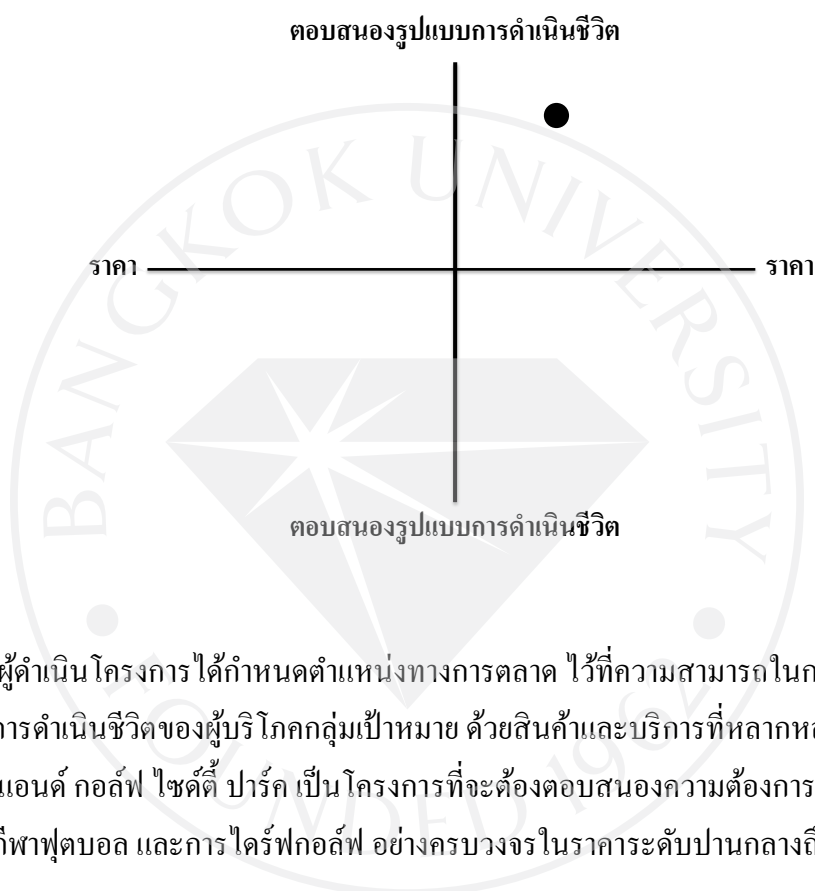 ตอบสนองรูปแบบการดำเนินชีวิต
ราคา ราคา
ตอบสนองรูปแบบการดำเนินชีวิต
ผู้ดำเนินโครงการได้กำหนดตำแหน่งทางการตลาด ไว้ที่ความสามารถใน
การดำเนินชีวิตของผู้บริโภคกลุ่มเป้าหมาย ด้วยสินค้าและบริการที่
แอนด์ กอล์ฟ ไซด์ตี้ ปาร์ค เป็นโครงการที่จะต้องตอบสนองความต้องการ
ฟุตบอล และการไดร์ฟกอล์ฟ อย่างครบวงจรในราคาระดับปานกลาง
BANGKOK UNIVERSITY
FOUNDED 1962